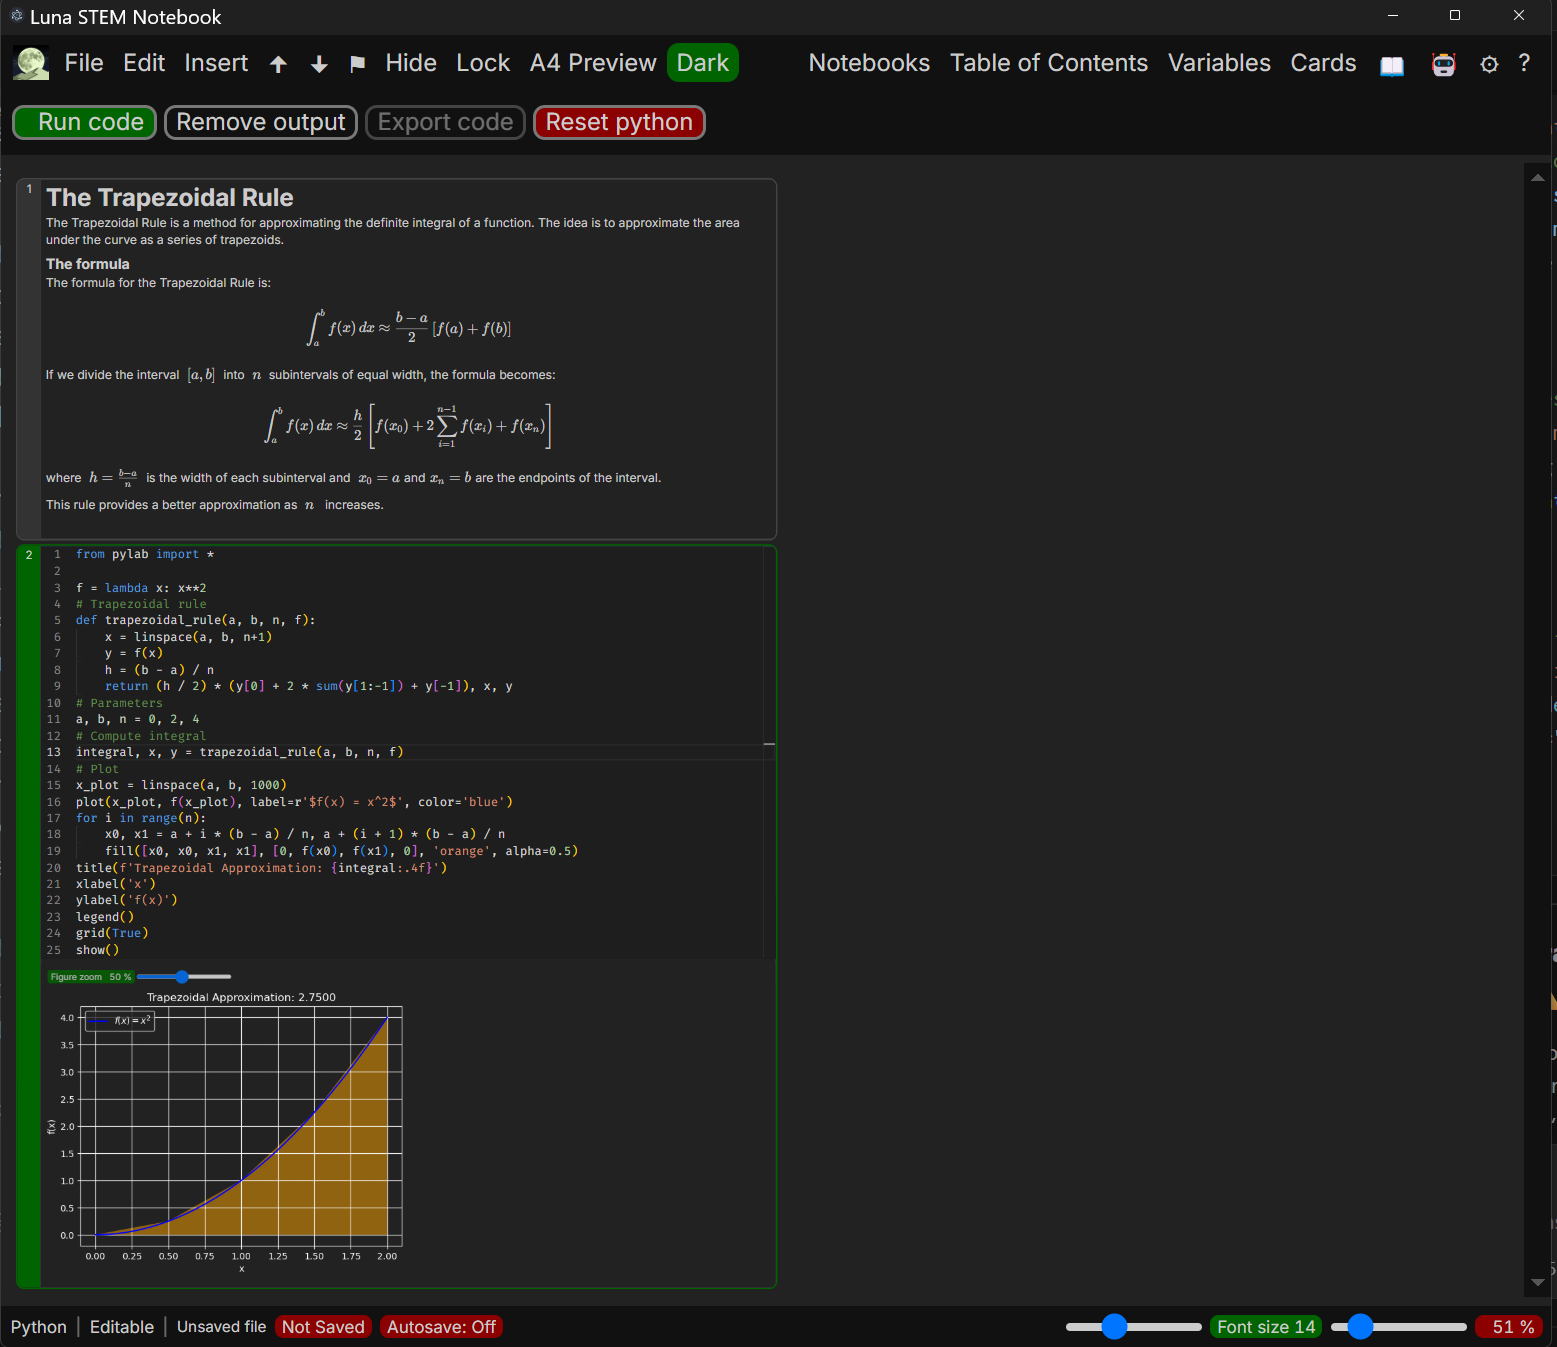 Luna STEM Notebook
File Edit Insert Hide Lock A4 Preview Dark Notebooks Table of Contents Variables Cards ?
Run code Remove output Export code Reset python
1
The Trapezoidal Rule
The Trapezoidal Rule is a method for approximating the definite integral of a function. The idea is to approximate the area
under the curve as a series of trapezoids.
The formula
The formula for the Trapezoidal Rule is:
∫_a^b f(x) dx ≈ (b − a)/2 [f(a) + f(b)]
If we divide the interval [a, b] into n subintervals of equal width, the formula becomes:
∫_a^b f(x) dx ≈ h/2 [f(x₀) + 2 ∑_{i=1}^{n−1} f(x_i) + f(x_n)]
where h = (b−a)/n is the width of each subinterval and x₀ = a and x_n = b are the endpoints of the interval.
This rule provides a better approximation as n increases.
2
1 from pylab import *
2
3 f = lambda x: x**2
4 # Trapezoidal rule
5 def trapezoidal_rule(a, b, n, f):
6     x = linspace(a, b, n+1)
7     y = f(x)
8     h = (b - a) / n
9     return (h / 2) * (y[0] + 2 * sum(y[1:-1]) + y[-1]), x, y
10 # Parameters
11 a, b, n = 0, 2, 4
12 # Compute integral
13 integral, x, y = trapezoidal_rule(a, b, n, f)
14 # Plot
15 x_plot = linspace(a, b, 1000)
16 plot(x_plot, f(x_plot), label=r'$f(x) = x^2$', color='blue')
17 for i in range(n):
18     x0, x1 = a + i * (b - a) / n, a + (i + 1) * (b - a) / n
19     fill([x0, x0, x1, x1], [0, f(x0), f(x1), 0], 'orange', alpha=0.5)
20 title(f'Trapezoidal Approximation: {integral:.4f}')
21 xlabel('x')
22 ylabel('f(x)')
23 legend()
24 grid(True)
25 show()
Figure zoom 50 %
Trapezoidal Approximation: 2.7500
f(x) = x²
4.0
3.5
3.0
2.5
2.0
1.5
1.0
0.5
0.0
f(x)
0.00 0.25 0.50 0.75 1.00 1.25 1.50 1.75 2.00
x
Python | Editable | Unsaved file Not Saved Autosave: Off Font size 14 51 %